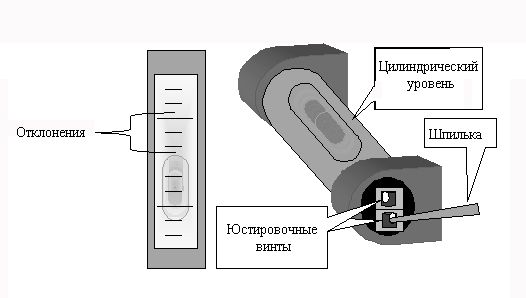 Цилиндрический
уровень
Отклонения
Шпилька
Юстировочные
винты